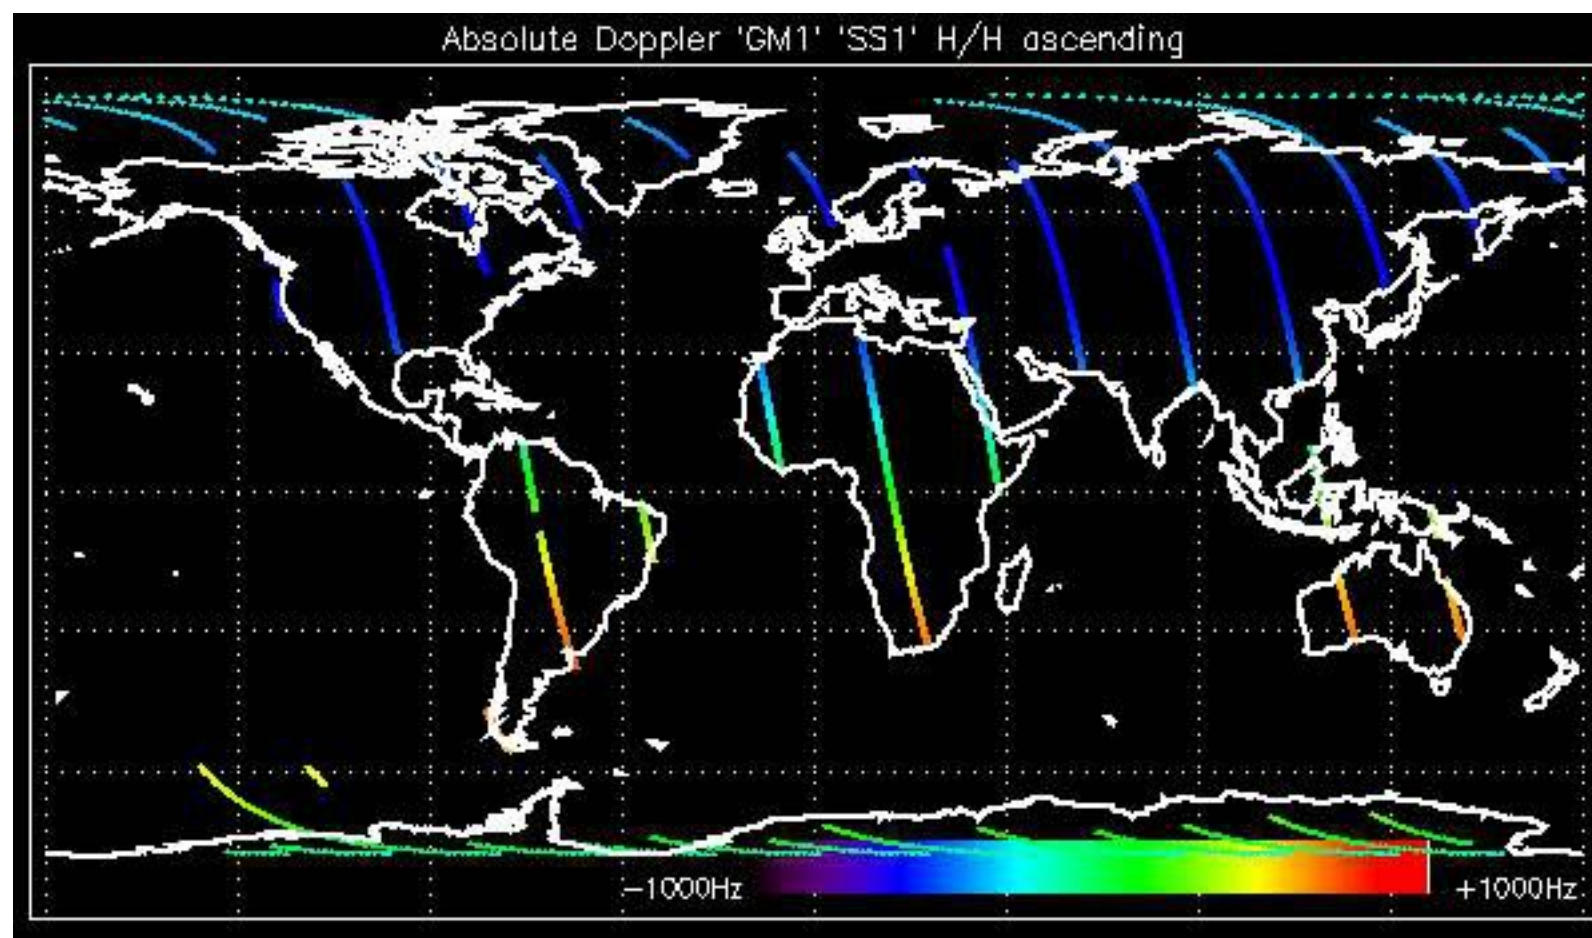 Absolute Doppler 'GM1' 'SS1' H/H ascending
-1000Hz +1000Hz